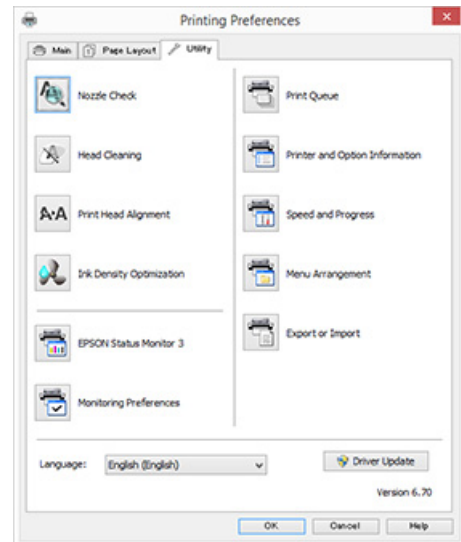 Printing Preferences
Main
Page Layout
Utility
Nozzle Check
Print Queue
Head Cleaning
Printer and Option Information
A·A
Print Head Alignment
Speed and Progress
Ink Density Optimization
Menu Arrangement
EPSON Status Monitor 3
Export or Import
Monitoring Preferences
Language:
English (English)
Driver Update
Version 6.70
OK
Cancel
Help